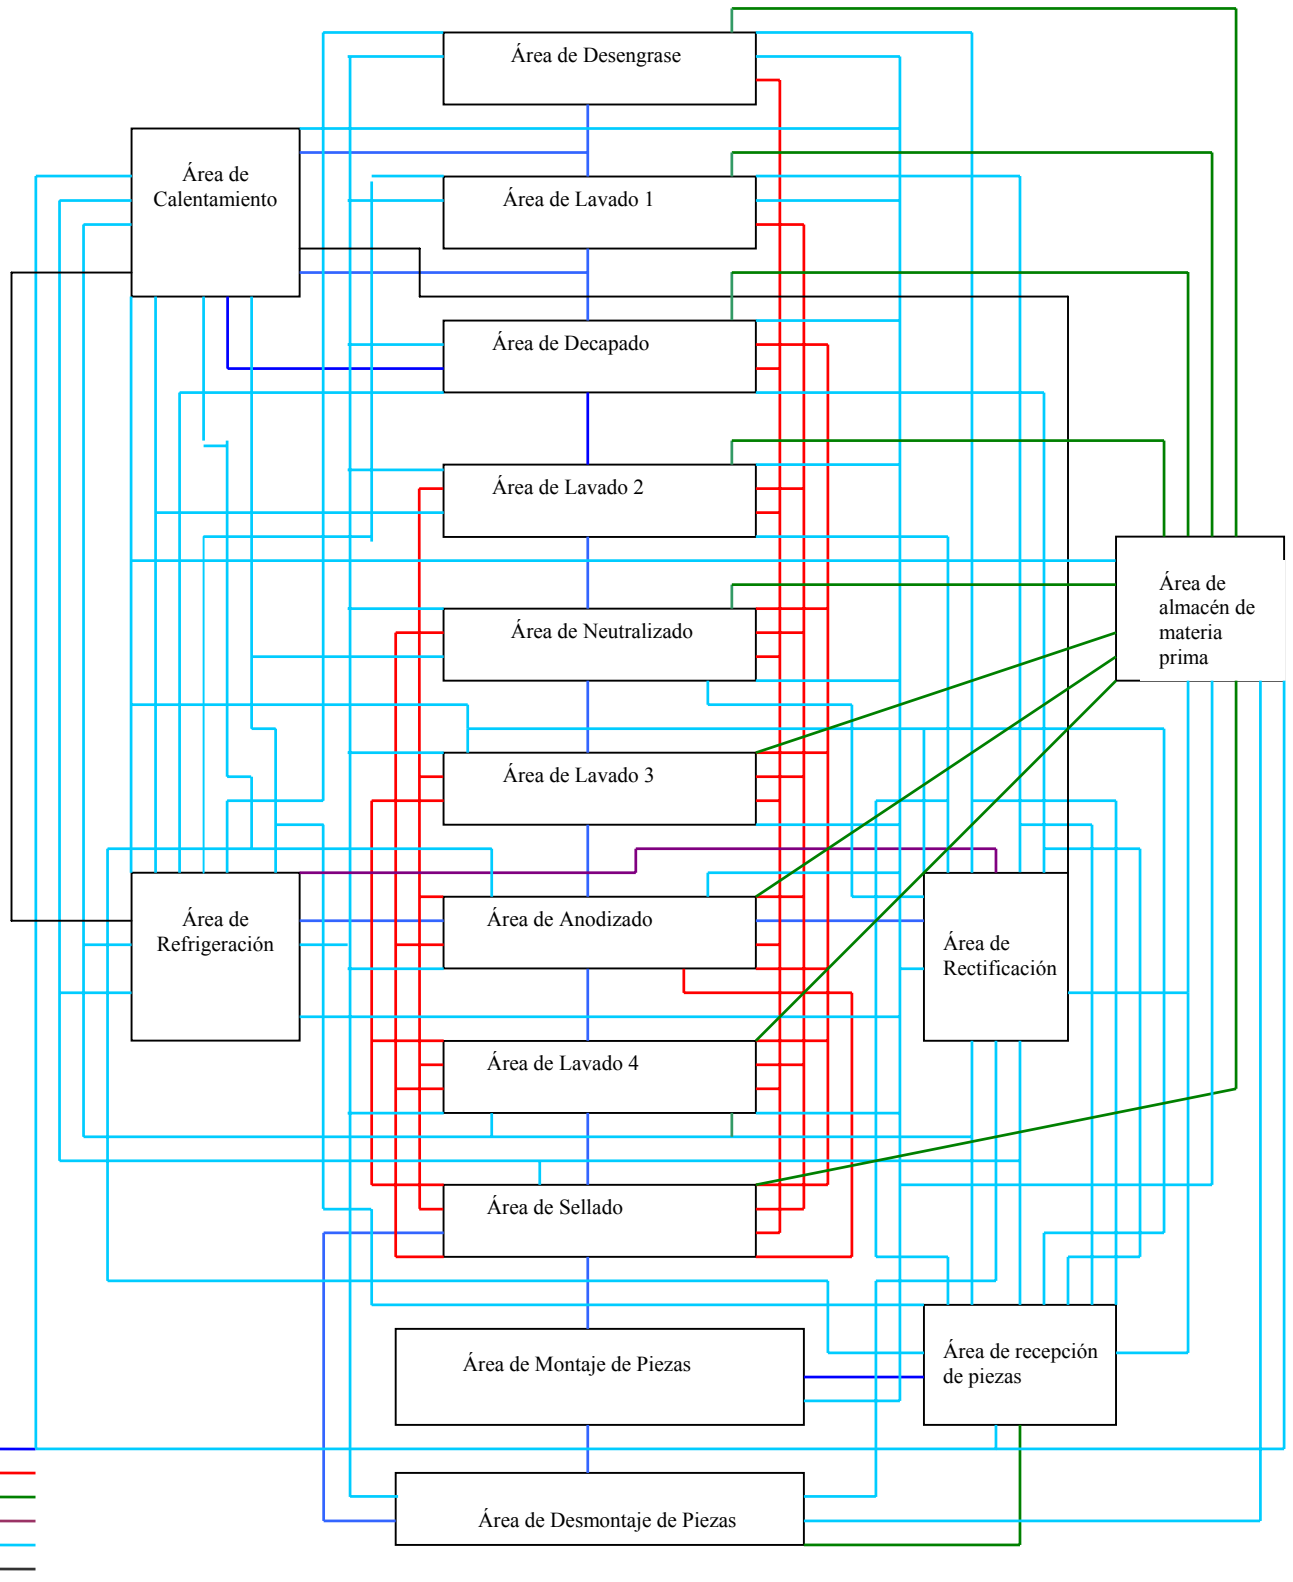 Área de Desengrase
Área de
Calentamiento
Área de Lavado 1
Área de Decapado
Área de Lavado 2
Área de
almacén de
materia
prima
Área de Neutralizado
Área de Lavado 3
Área de
Refrigeración
Área de Anodizado
Área de
Rectificación
Área de Lavado 4
Área de Sellado
Área de Montaje de Piezas
Área de recepción
de piezas
Área de Desmontaje de Piezas